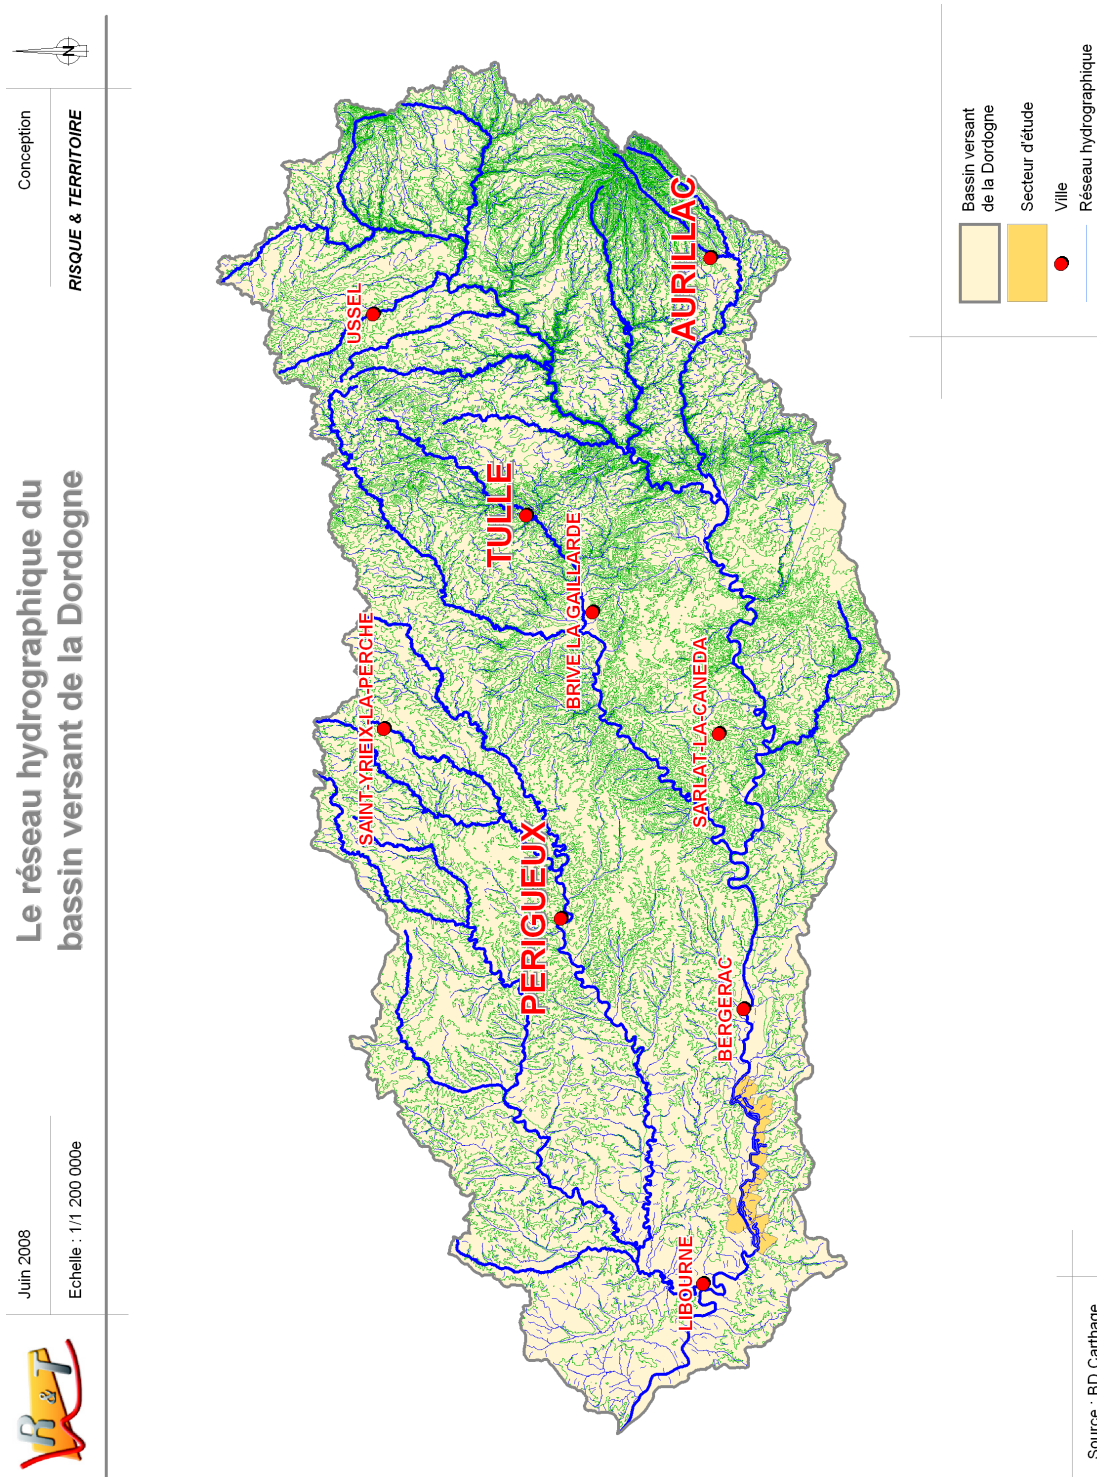 R & T
Juin 2008
Echelle : 1/1 200 000e
Le réseau hydrographique du
bassin versant de la Dordogne
Conception
RISQUE & TERRITOIRE
N
USSEL
AURILLAC
TULLE
BRIVE LA GAILLARDE
SAINT-YRIEIX-LA-PERCHE
SARLAT-LA-CANEDA
PERIGUEUX
BERGERAC
LIBOURNE
Source : BD Carthage
Bassin versant
de la Dordogne
Secteur d'étude
Ville
Réseau hydrographique